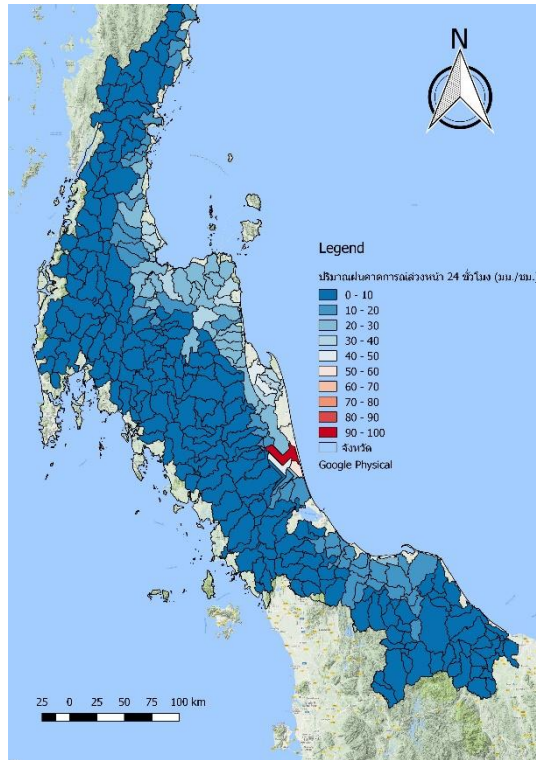 N
Legend
ปริมาณฝนคาดการณ์ล่วงหน้า 24 ชั่วโมง (มม./ชม.)
0 - 10
10 - 20
20 - 30
30 - 40
40 - 50
50 - 60
60 - 70
70 - 80
80 - 90
90 - 100
จังหวัด
Google Physical
25 0 25 50 75 100 km